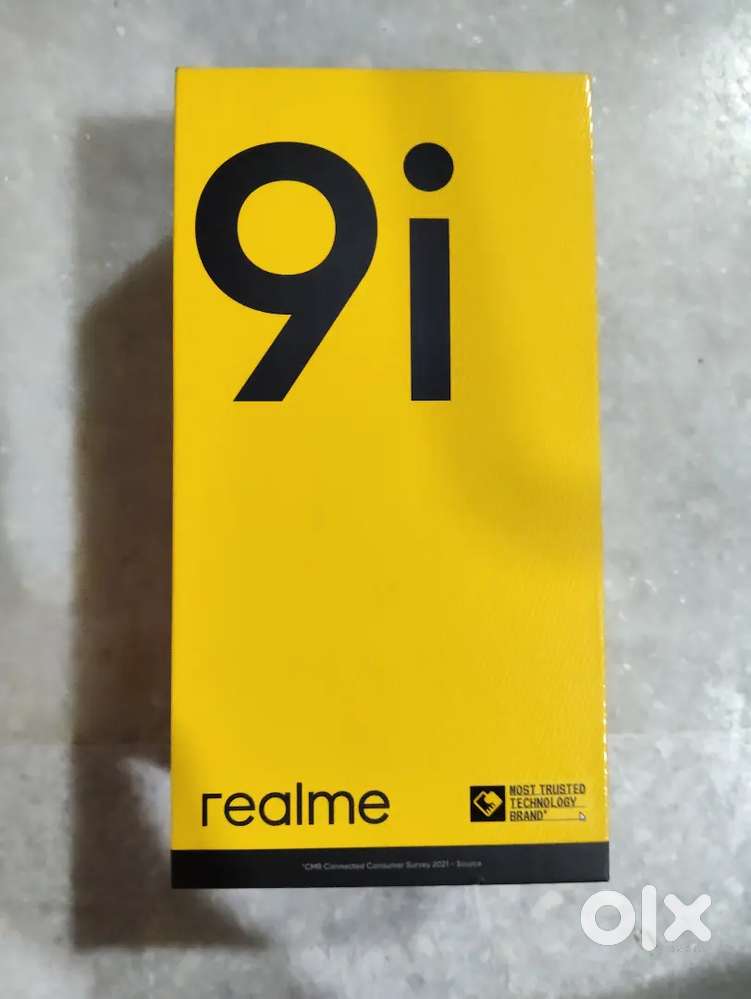 9i
realme
MOST TRUSTED
TECHNOLOGY
BRAND*
*CMR Connected Consumer Survey 2021 - Source
olx